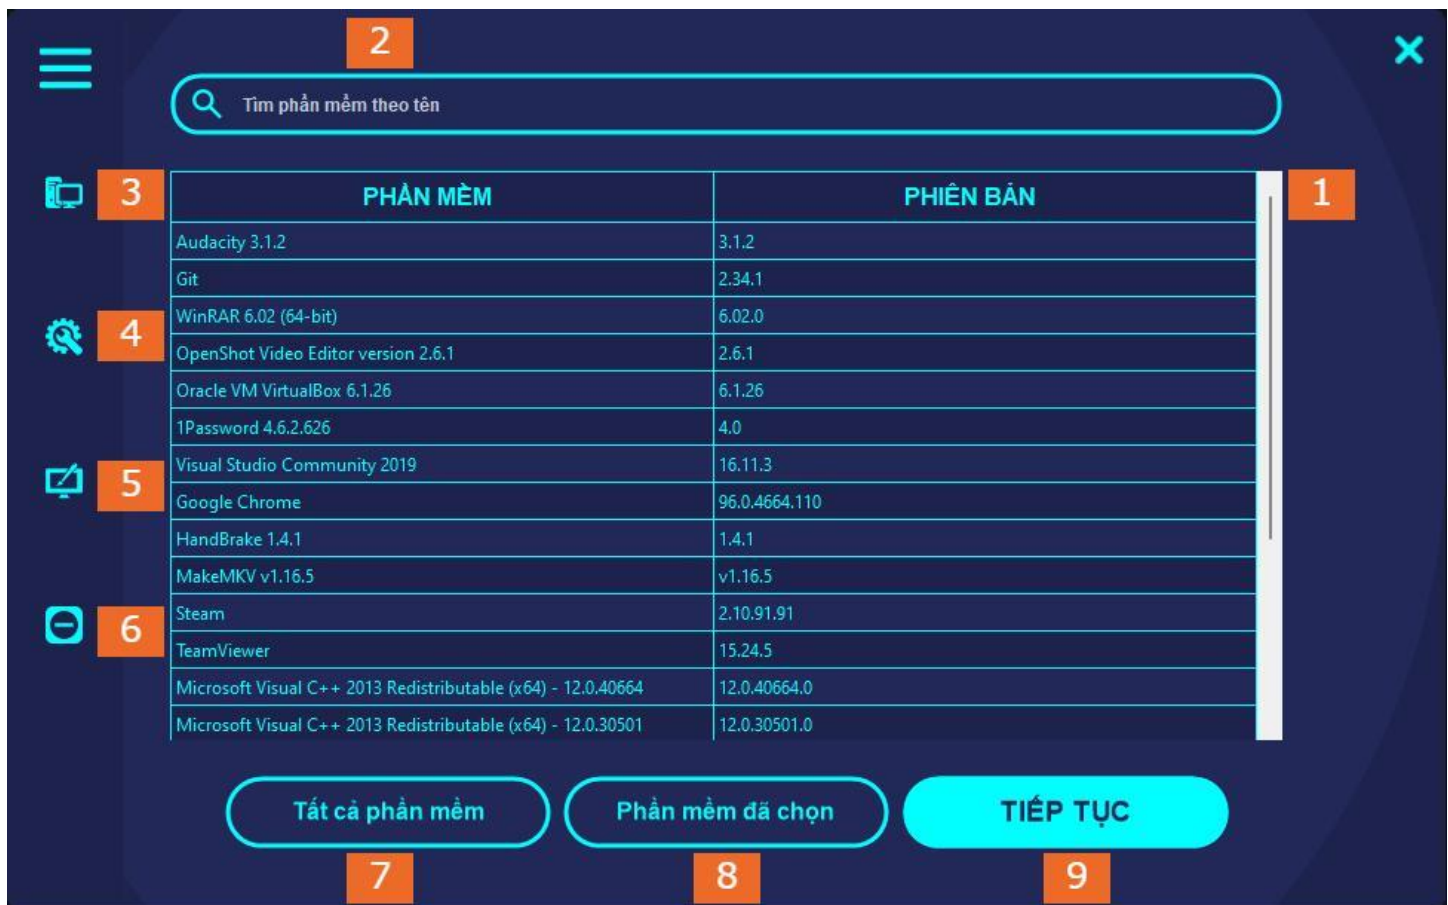 2
Tìm phần mềm theo tên
3
PHẦN MỀM PHIÊN BẢN
1
Audacity 3.1.2 3.1.2
Git 2.34.1
WinRAR 6.02 (64-bit) 6.02.0
4
OpenShot Video Editor version 2.6.1 2.6.1
Oracle VM VirtualBox 6.1.26 6.1.26
1Password 4.6.2.626 4.0
Visual Studio Community 2019 16.11.3
5
Google Chrome 96.0.4664.110
HandBrake 1.4.1 1.4.1
MakeMKV v1.16.5 v1.16.5
Steam 2.10.91.91
6
TeamViewer 15.24.5
Microsoft Visual C++ 2013 Redistributable (x64) - 12.0.40664 12.0.40664.0
Microsoft Visual C++ 2013 Redistributable (x64) - 12.0.30501 12.0.30501.0
Tất cả phần mềm Phần mềm đã chọn TIẾP TỤC
7 8 9